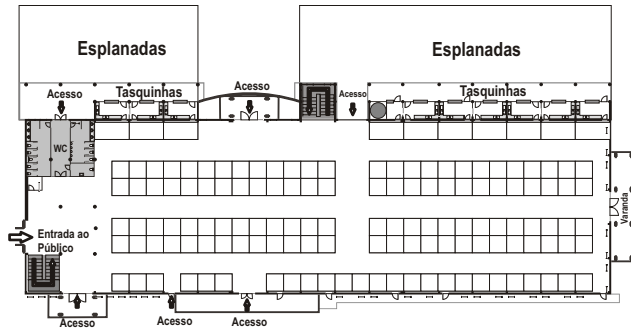 Esplanadas
Esplanadas
Acesso
Tasquinhas
Acesso
Acesso
Tasquinhas
WC
Varanda
Entrada ao
Público
Acesso
Acesso
Acesso